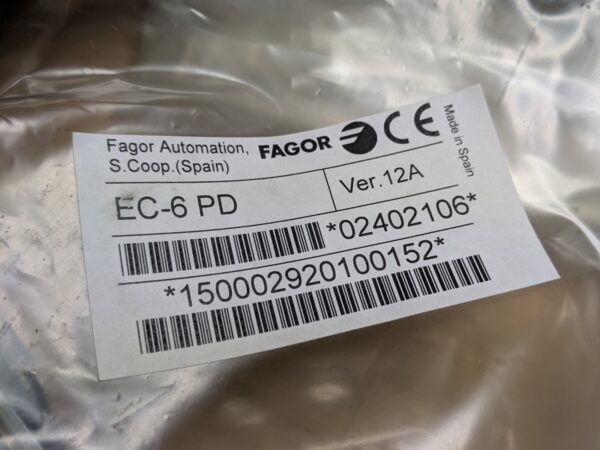 Fagor Automation, S.Coop.(Spain)
FAGOR
CE
Made in Spain
EC-6 PD
Ver.12A
*02402106*
*150002920100152*